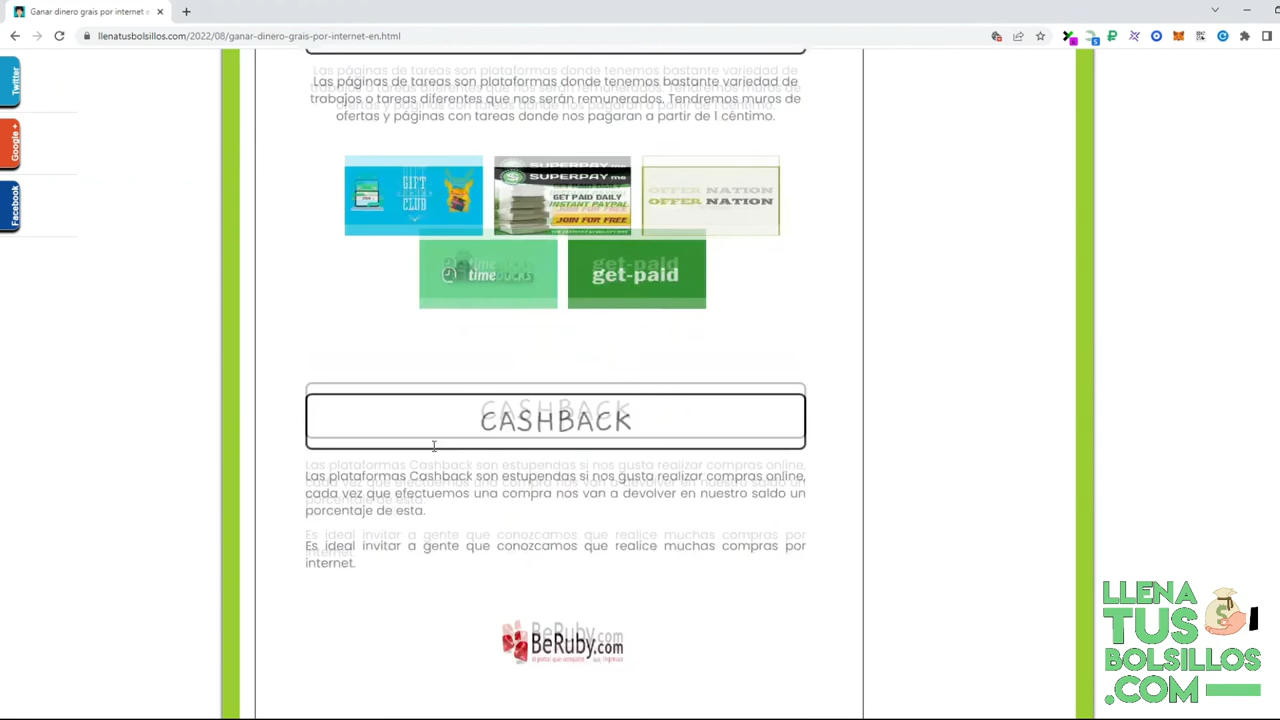 Ganar dinero grais por internet e
llenatusbolsillos.com/2022/08/ganar-dinero-grais-por-internet-en.html
Twitter
Google +
Facebook
Las páginas de tareas son plataformas donde tenemos bastante variedad de
trabajos o tareas diferentes que nos serán remunerados. Tendremos muros de
ofertas y páginas con tareas dande nos pagaran a partir de 1 céntimo.
GIFT
CLUB
SUPERPAY.me
GET PAID DAILY
INSTANT PAYPAL
JOIN FOR FREE
OFFER NATION
timebucks
get-paid
CASHBACK
Las plataformas Cashback son estupendas si nos gusta realizar compras online,
cada vez que efectuemos una compra nos van a devolver en nuestro saldo un
porcentaje de esta.
Es ideal invitar a gente que conozcamos que realice muchas compras por
internet.
BeRuby.com
LLENA
TUS
BOLSILLOS
.COM